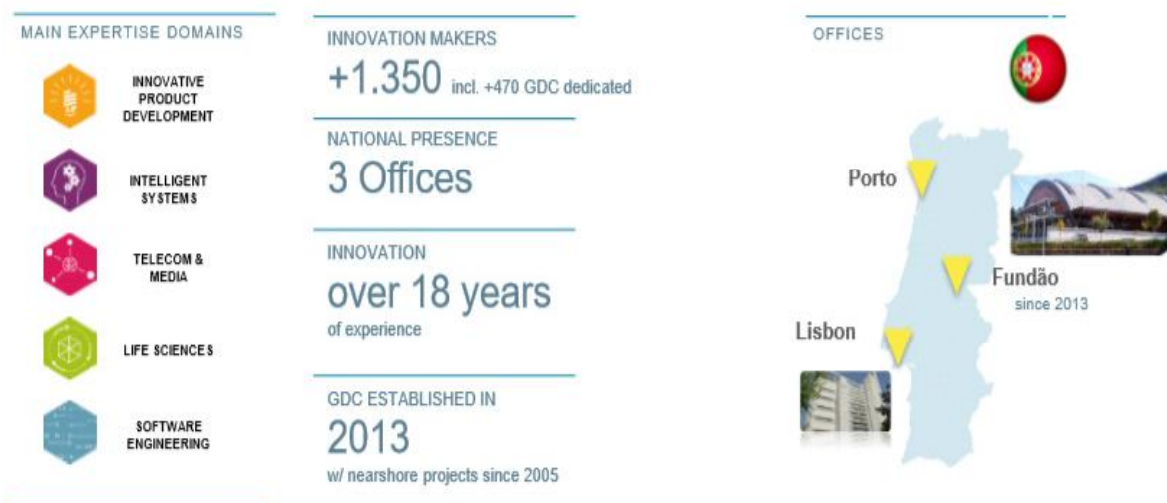 MAIN EXPERTISE DOMAINS
INNOVATIVE
PRODUCT
DEVELOPMENT
INTELLIGENT
SYSTEMS
TELECOM &
MEDIA
LIFE SCIENCES
SOFTWARE
ENGINEERING
INNOVATION MAKERS
+1.350 incl. +470 GDC dedicated
NATIONAL PRESENCE
3 Offices
INNOVATION
over 18 years
of experience
GDC ESTABLISHED IN
2013
w/ nearshore projects since 2005
OFFICES
Porto
Fundão
since 2013
Lisbon